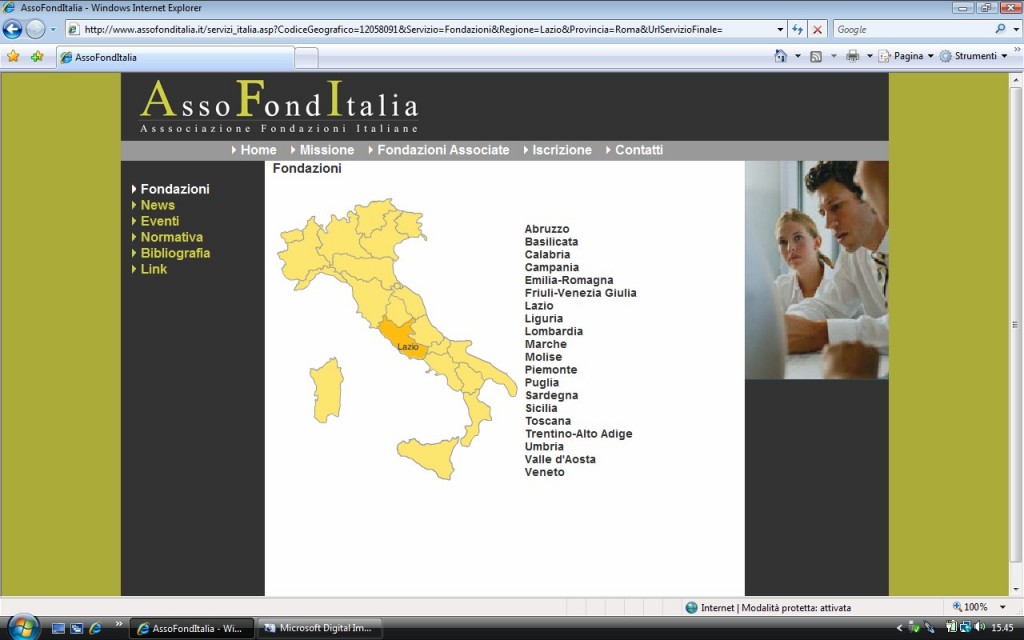 AssoFondItalia - Windows Internet Explorer
http://www.assofonditalia.it/servizi_italia.asp?CodiceGeografico=12058091&Servizio=Fondazioni&Regione=Lazio&Provincia=Roma&UrlServizioFinale=
Google
AssoFondItalia
Pagina
Strumenti
AssoFondItalia
Asssociazione Fondazioni Italiane
Home
Missione
Fondazioni Associate
Iscrizione
Contatti
Fondazioni
News
Eventi
Normativa
Bibliografia
Link
Fondazioni
Lazio
Abruzzo
Basilicata
Calabria
Campania
Emilia-Romagna
Friuli-Venezia Giulia
Lazio
Liguria
Lombardia
Marche
Molise
Piemonte
Puglia
Sardegna
Sicilia
Toscana
Trentino-Alto Adige
Umbria
Valle d'Aosta
Veneto
Internet | Modalità protetta: attivata
100%
AssoFondItalia - Wi...
Microsoft Digital Im...
15.45